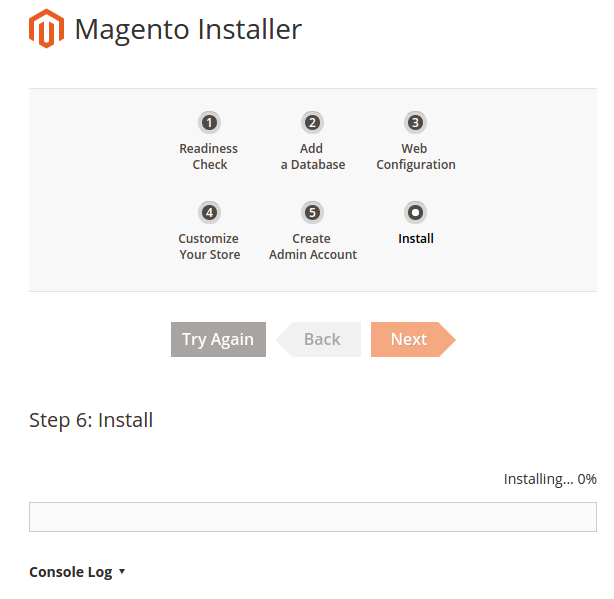 Magento Installer
1
2
3
Readiness
Check
Add
a Database
Web
Configuration
4
5
Customize
Your Store
Create
Admin Account
Install
Try Again
Back
Next
Step 6: Install
Installing... 0%
Console Log